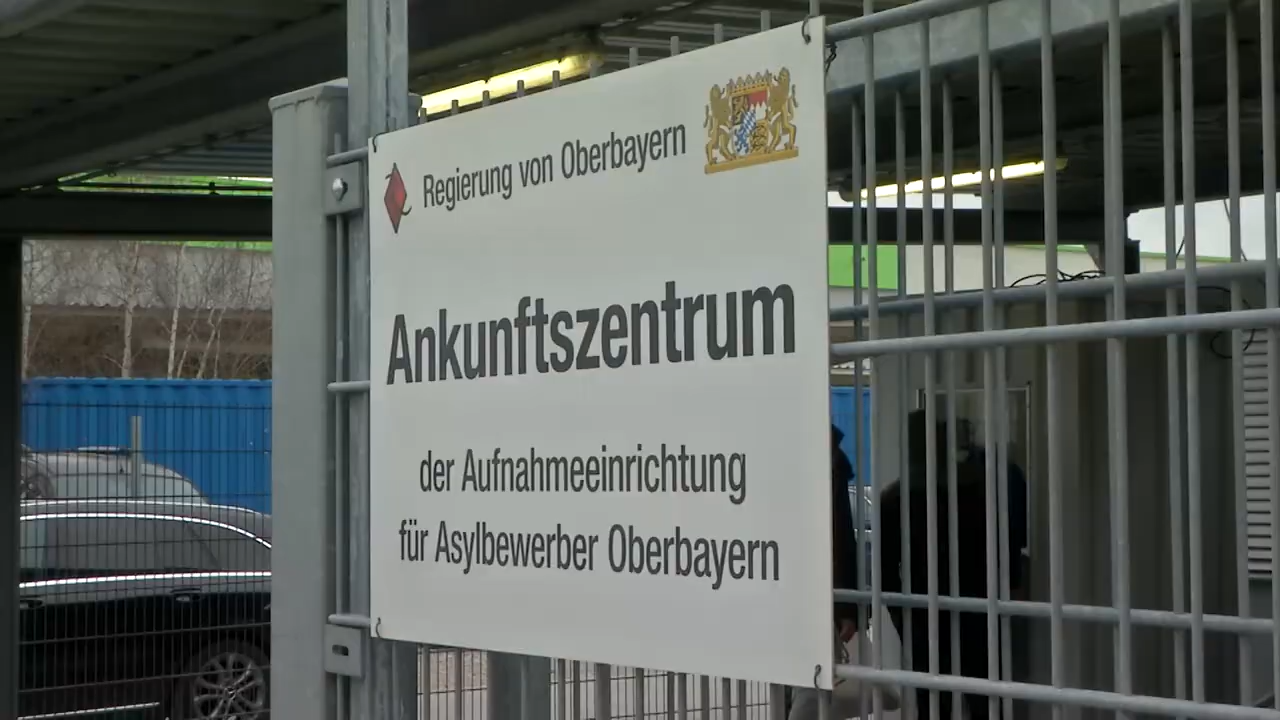 Regierung von Oberbayern
Ankunftszentrum
der Aufnahmeeinrichtung
für Asylbewerber Oberbayern